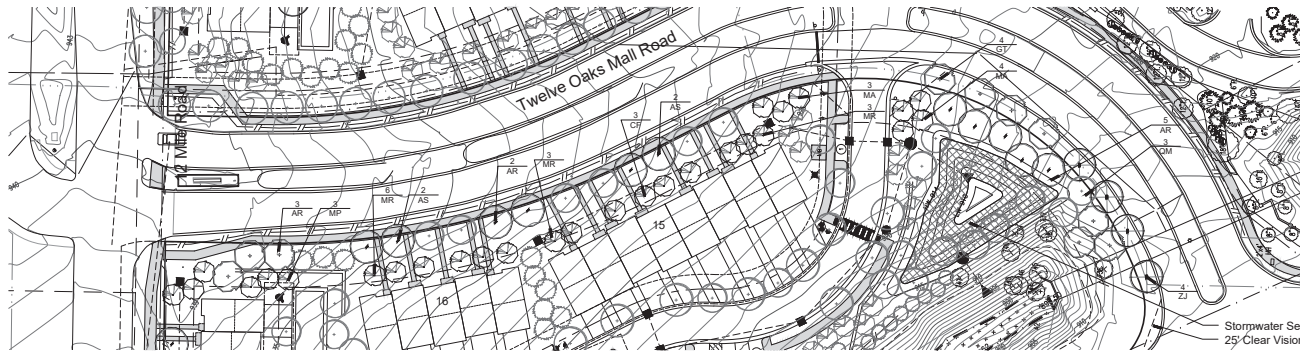 Twelve Oaks Mall Road
12 Mile Road
4
GT
4
MA
3
MA
3
MR
5
AR
3
QM
2
AS
3
CF
3
MR
2
AR
6
MR
2
AS
3
AR
3
MP
15
16
4
ZJ
Stormwater Se
25' Clear Vision